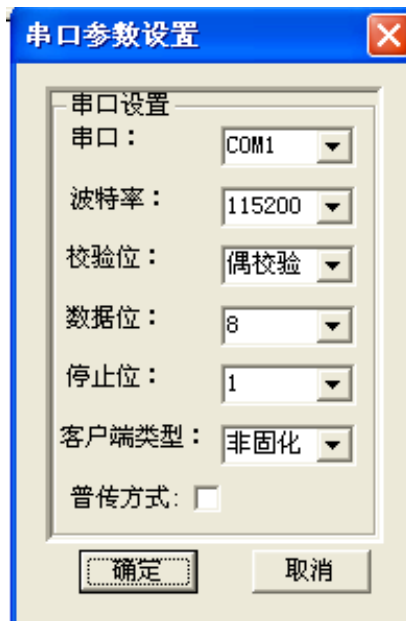 串口参数设置
串口设置
串口： COM1
波特率： 115200
校验位： 偶校验
数据位： 8
停止位： 1
客户端类型： 非固化
普传方式:
确定 取消